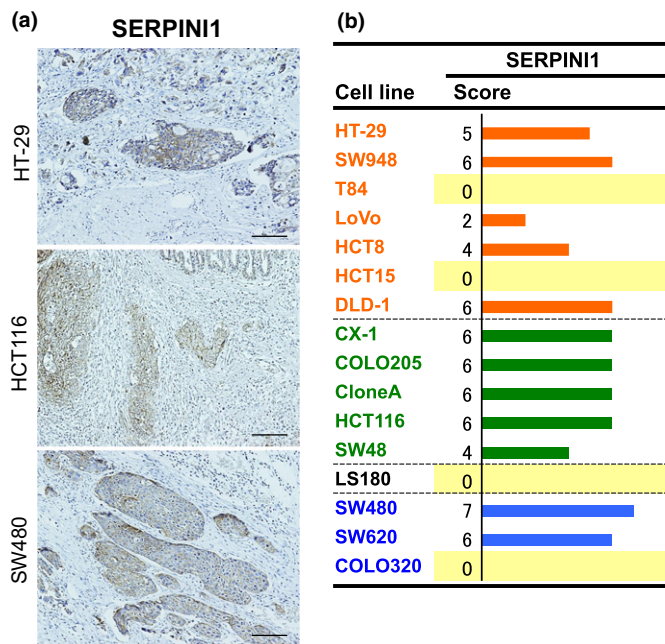 (a)
SERPINI1
HT-29
HCT116
SW480
(b)
SERPINI1
Cell line Score
HT-29 5
SW948 6
T84 0
LoVo 2
HCT8 4
HCT15 0
DLD-1 6
CX-1 6
COLO205 6
CloneA 6
HCT116 6
SW48 4
LS180 0
SW480 7
SW620 6
COLO320 0